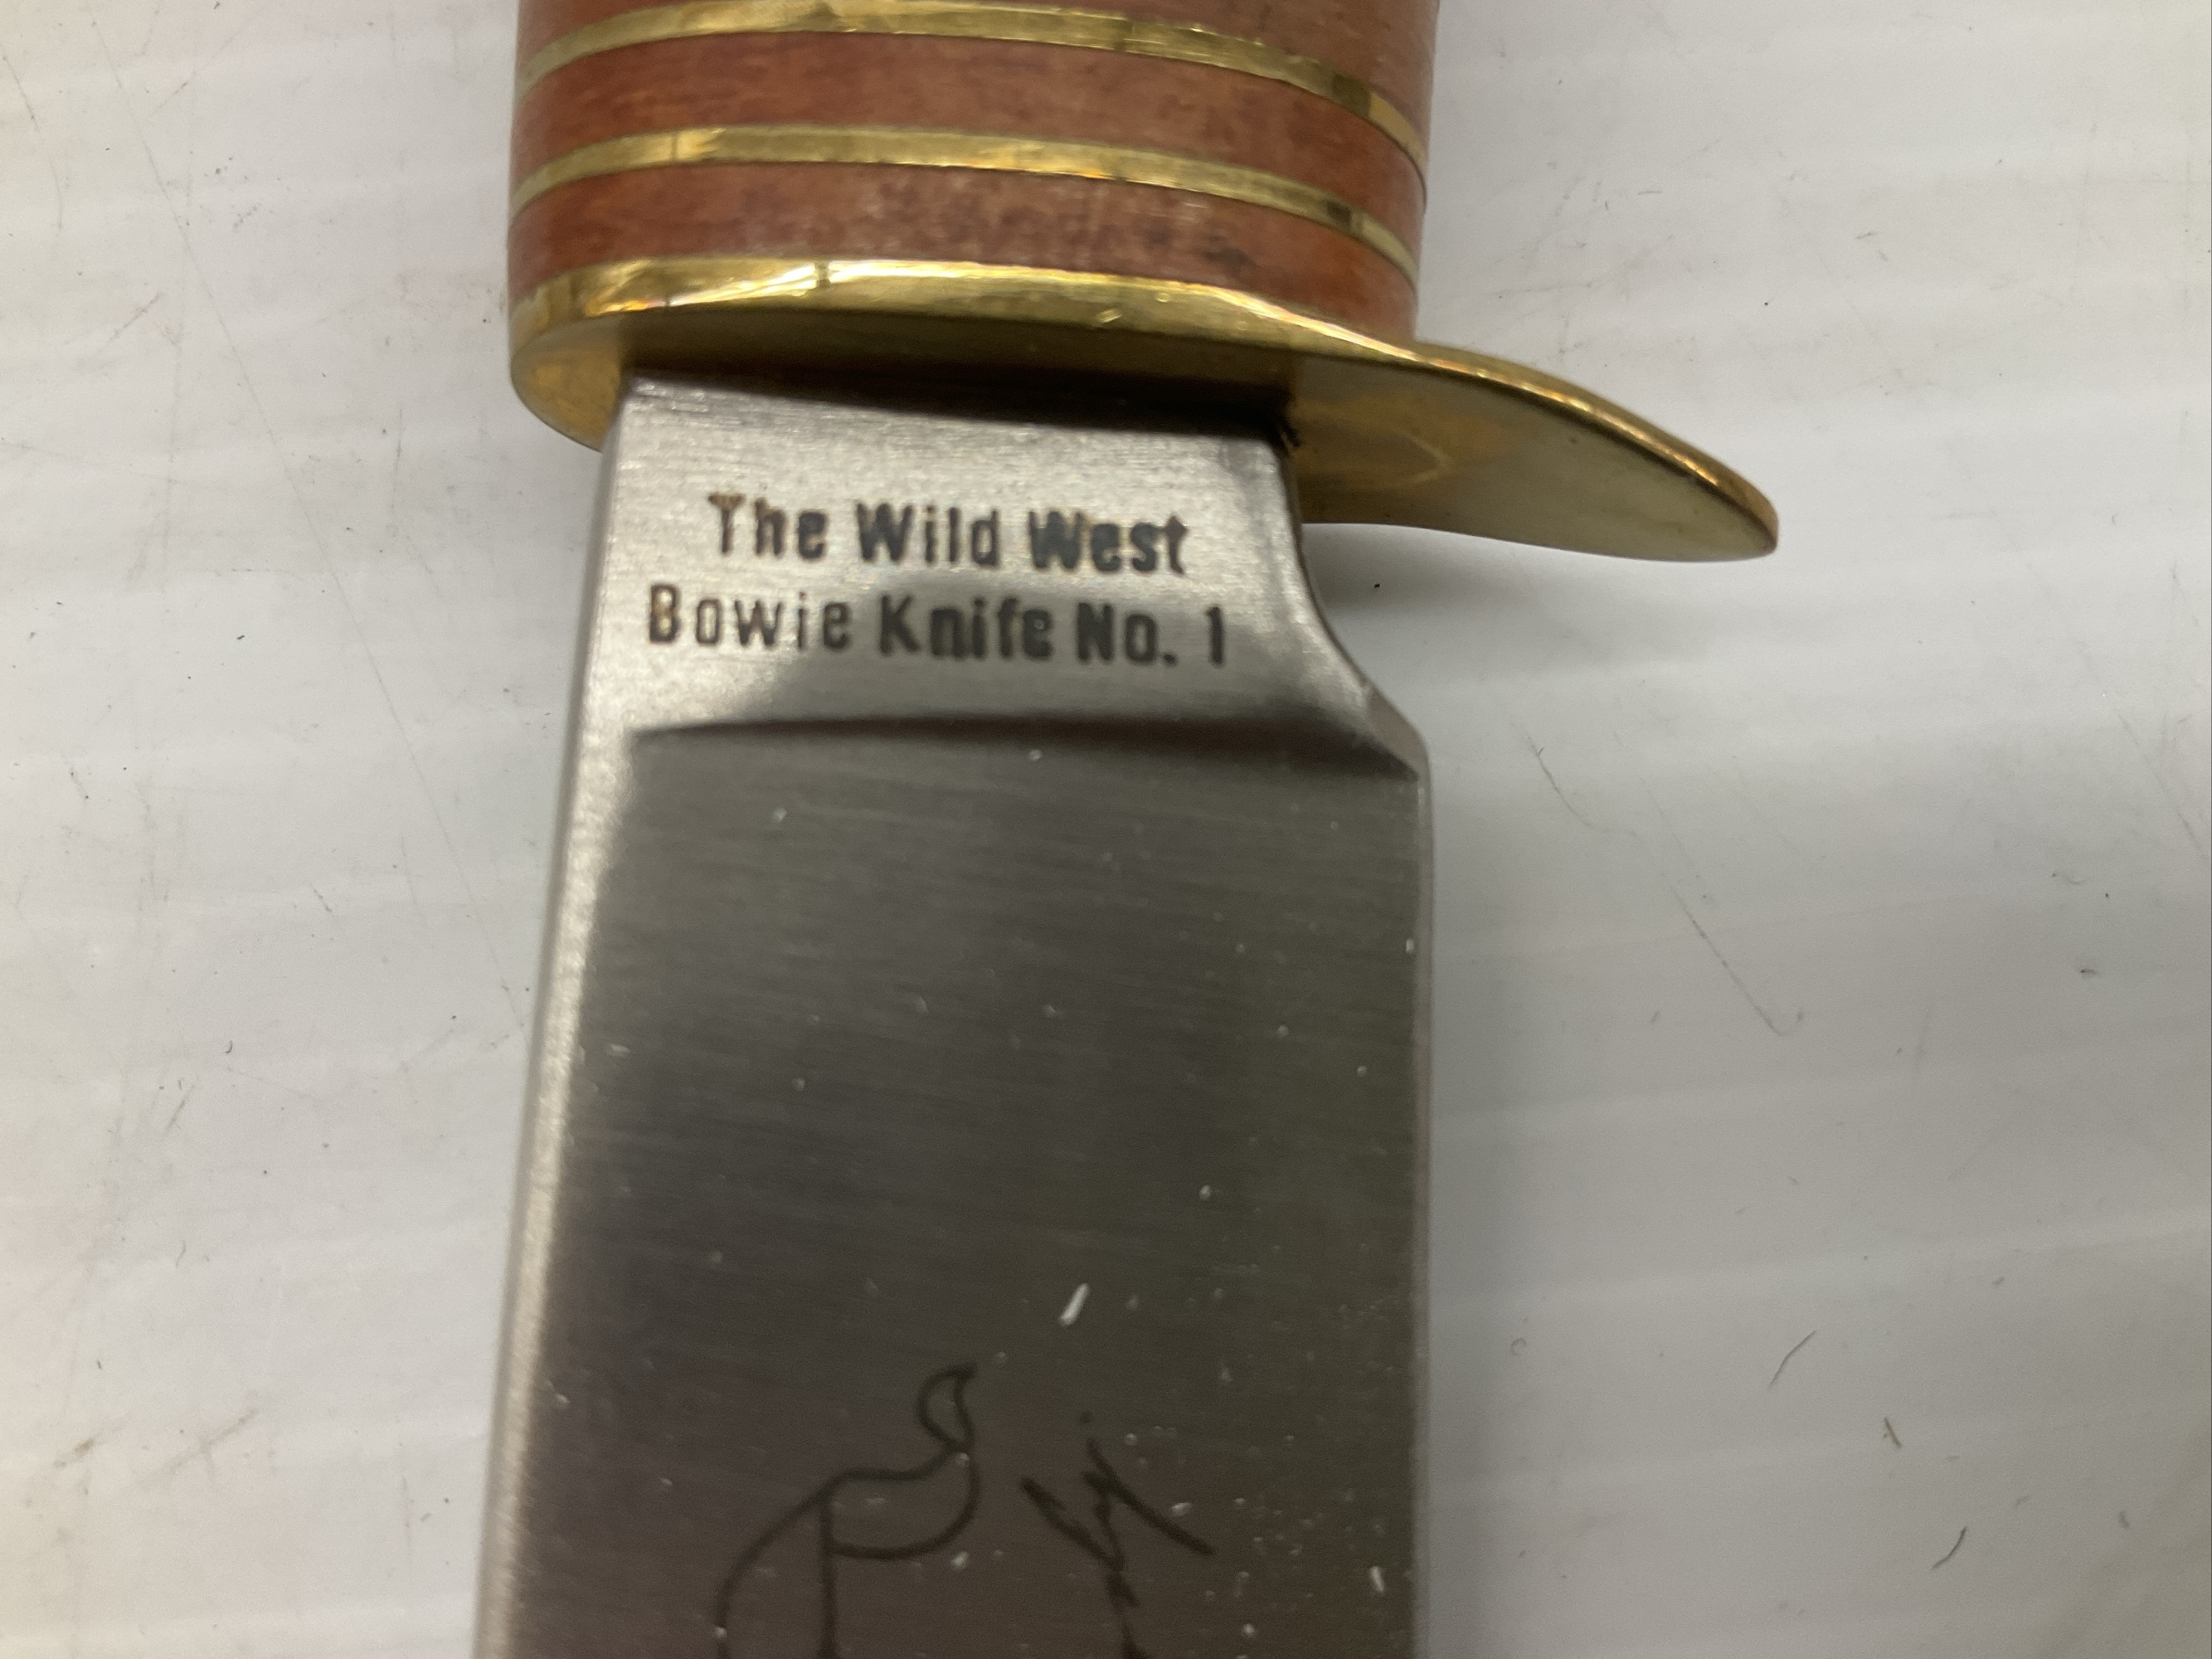 The Wild West
Bowie Knife No. 1